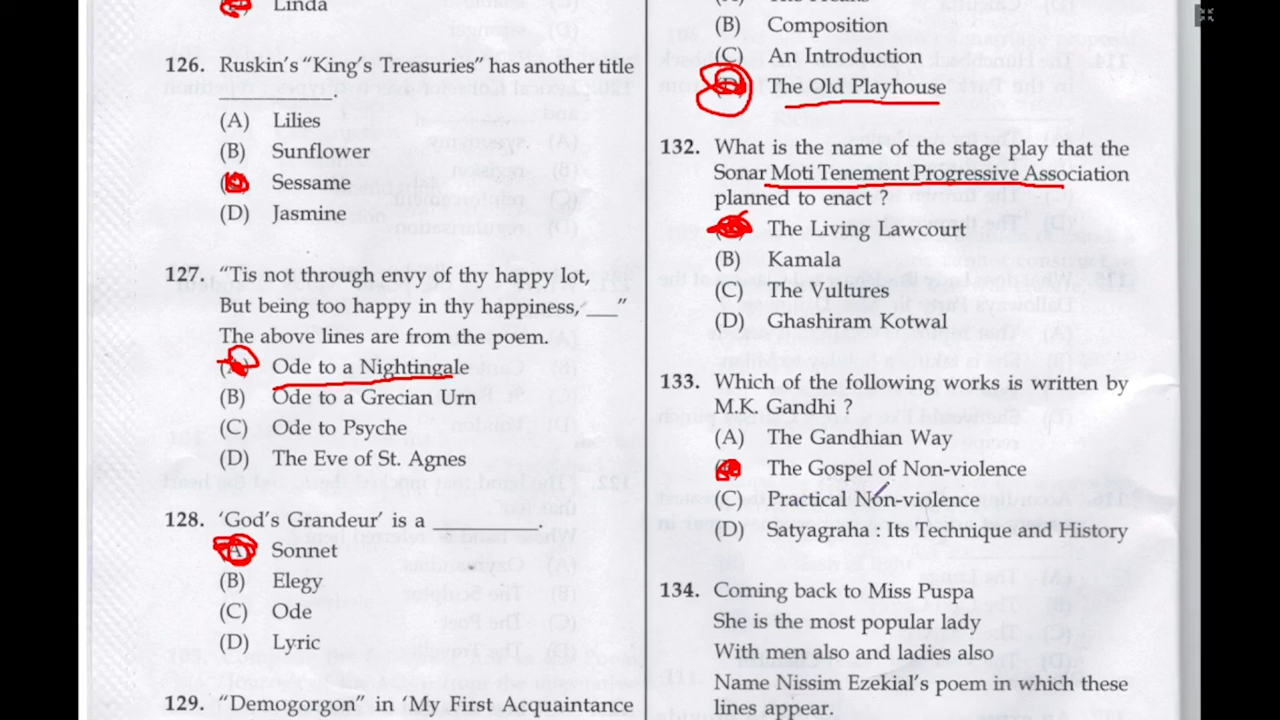 Linda
126. Ruskin's "King's Treasuries" has another title
____________.
(A) Lilies
(B) Sunflower
Sessame
(D) Jasmine
127. "Tis not through envy of thy happy lot,
But being too happy in thy happiness, ___"
The above lines are from the poem.
(A) Ode to a Nightingale
(B) Ode to a Grecian Urn
(C) Ode to Psyche
(D) The Eve of St. Agnes
128. 'God's Grandeur' is a __________.
(A) Sonnet
(B) Elegy
(C) Ode
(D) Lyric
129. "Demogorgon" in 'My First Acquaintance
(B) Composition
(C) An Introduction
(D) The Old Playhouse
132. What is the name of the stage play that the
Sonar Moti Tenement Progressive Association
planned to enact ?
The Living Lawcourt
(B) Kamala
(C) The Vultures
(D) Ghashiram Kotwal
133. Which of the following works is written by
M.K. Gandhi ?
(A) The Gandhian Way
The Gospel of Non-violence
(C) Practical Non-violence
(D) Satyagraha : Its Technique and History
134. Coming back to Miss Puspa
She is the most popular lady
With men also and ladies also
Name Nissim Ezekial's poem in which these
lines appear.